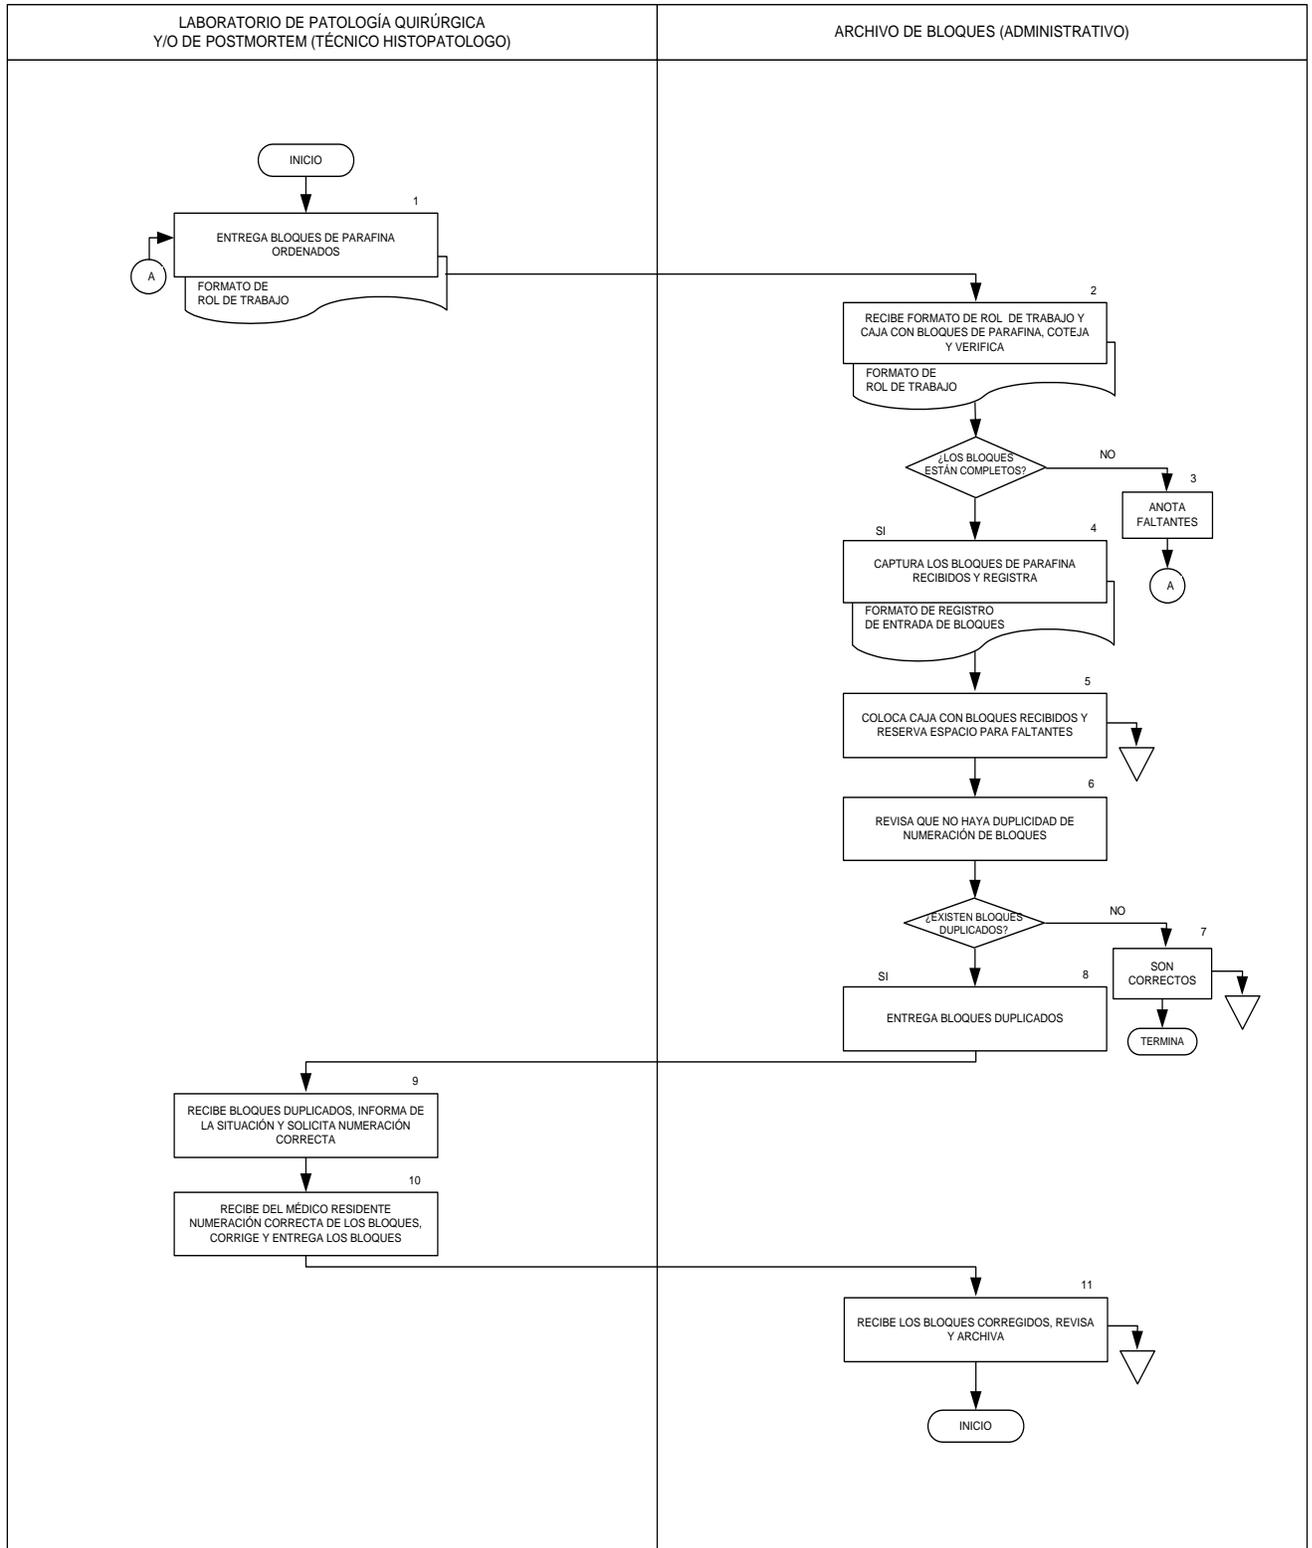 LABORATORIO DE PATOLOGÍA QUIRÚRGICA
Y/O DE POSTMORTEM (TÉCNICO HISTOPATOLOGO)
ARCHIVO DE BLOQUES (ADMINISTRATIVO)
INICIO
1
ENTREGA BLOQUES DE PARAFINA
ORDENADOS
A
FORMATO DE
ROL DE TRABAJO
2
RECIBE FORMATO DE ROL DE TRABAJO Y
CAJA CON BLOQUES DE PARAFINA, COTEJA
Y VERIFICA
FORMATO DE
ROL DE TRABAJO
¿LOS BLOQUES
ESTÁN COMPLETOS?
NO
3
ANOTA
FALTANTES
A
SI
4
CAPTURA LOS BLOQUES DE PARAFINA
RECIBIDOS Y REGISTRA
FORMATO DE REGISTRO
DE ENTRADA DE BLOQUES
5
COLOCA CAJA CON BLOQUES RECIBIDOS Y
RESERVA ESPACIO PARA FALTANTES
6
REVISA QUE NO HAYA DUPLICIDAD DE
NUMERACIÓN DE BLOQUES
¿EXISTEN BLOQUES
DUPLICADOS?
NO
7
SON
CORRECTOS
TERMINA
SI
8
ENTREGA BLOQUES DUPLICADOS
9
RECIBE BLOQUES DUPLICADOS, INFORMA DE
LA SITUACIÓN Y SOLICITA NUMERACIÓN
CORRECTA
10
RECIBE DEL MÉDICO RESIDENTE
NUMERACIÓN CORRECTA DE LOS BLOQUES,
CORRIGE Y ENTREGA LOS BLOQUES
11
RECIBE LOS BLOQUES CORREGIDOS, REVISA
Y ARCHIVA
INICIO